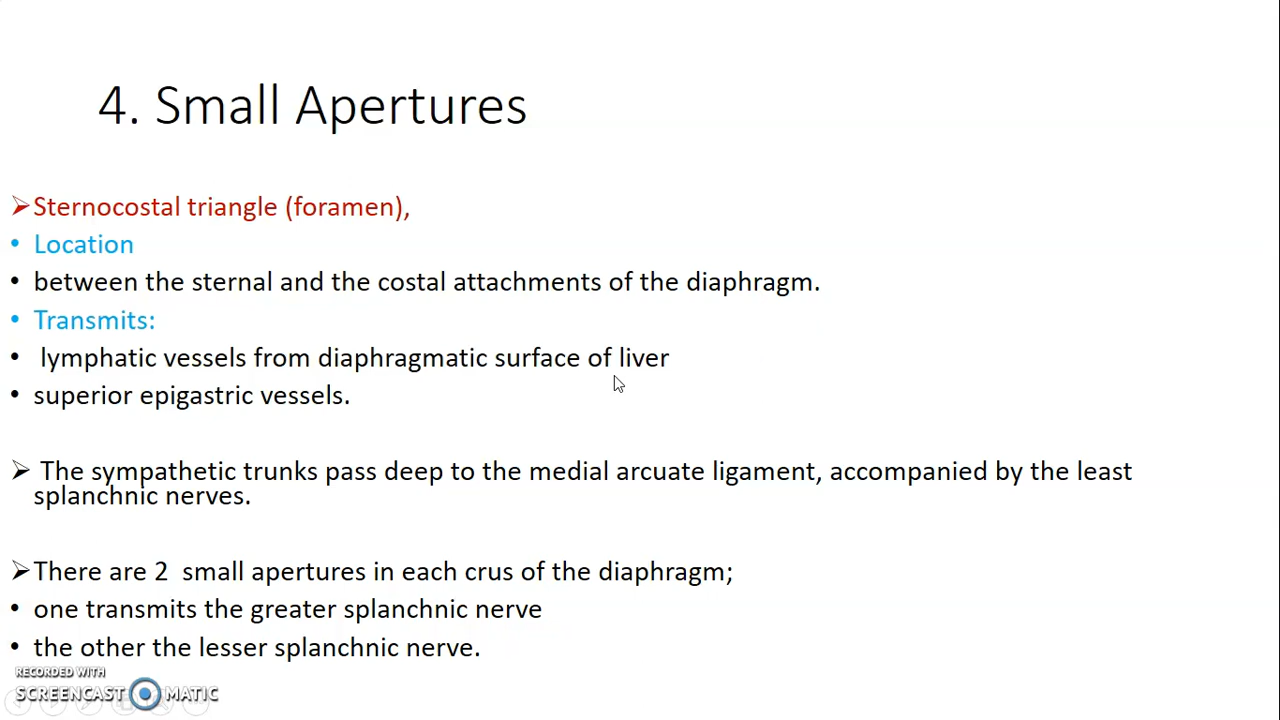 4. Small Apertures
➢Sternocostal triangle (foramen),
• Location
• between the sternal and the costal attachments of the diaphragm.
• Transmits:
• lymphatic vessels from diaphragmatic surface of liver
• superior epigastric vessels.
➢ The sympathetic trunks pass deep to the medial arcuate ligament, accompanied by the least
splanchnic nerves.
➢There are 2 small apertures in each crus of the diaphragm;
• one transmits the greater splanchnic nerve
• the other the lesser splanchnic nerve.
RECORDED WITH
SCREENCAST MATIC